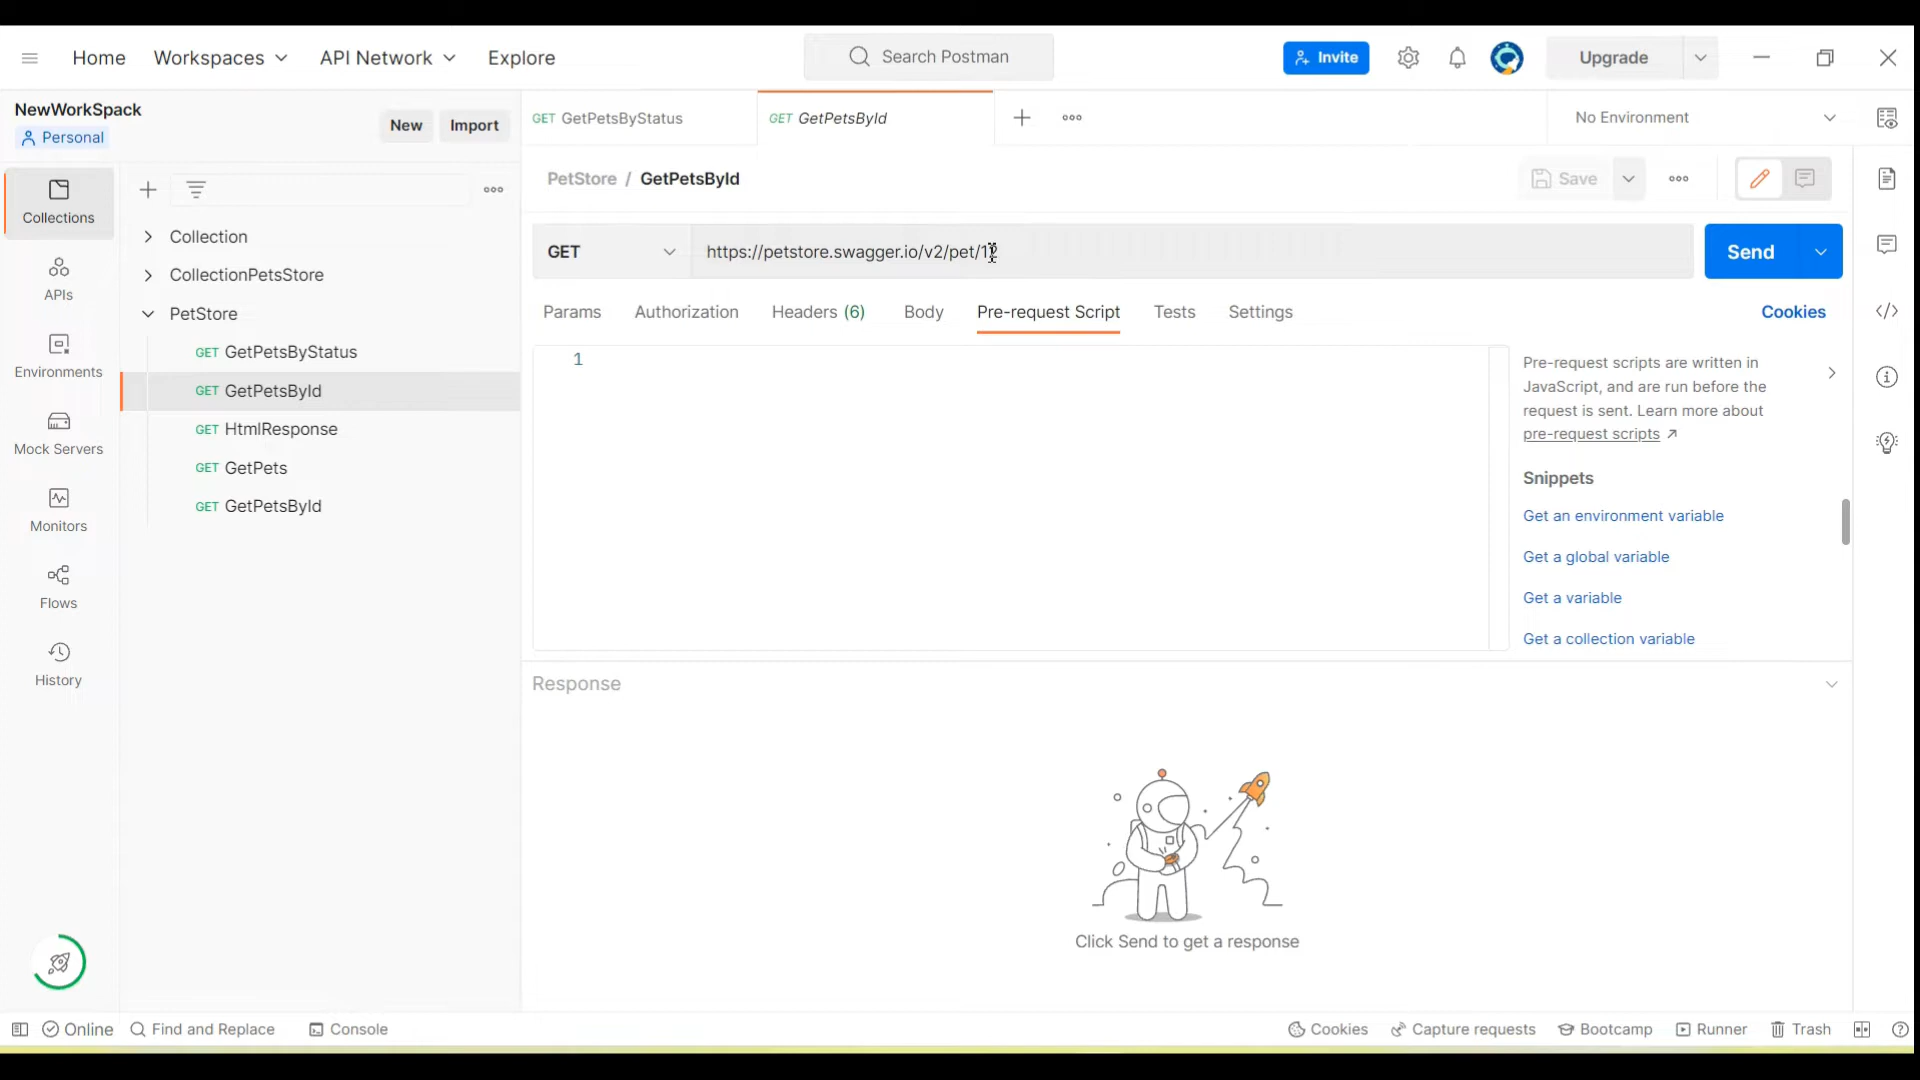 Home
Workspaces
API Network
Explore
Search Postman
Invite
Upgrade
NewWorkSpack
Personal
New
Import
GET GetPetsByStatus
GET GetPetsById
No Environment
PetStore / GetPetsById
Save
Collections
APIs
Environments
Mock Servers
Monitors
Flows
History
Collection
CollectionPetsStore
PetStore
GET GetPetsByStatus
GET GetPetsById
GET HtmlResponse
GET GetPets
GET GetPetsById
GET
https://petstore.swagger.io/v2/pet/12
Send
Params
Authorization
Headers (6)
Body
Pre-request Script
Tests
Settings
Cookies
1
Pre-request scripts are written in
JavaScript, and are run before the
request is sent. Learn more about
pre-request scripts
Snippets
Get an environment variable
Get a global variable
Get a variable
Get a collection variable
Response
Click Send to get a response
Online
Find and Replace
Console
Cookies
Capture requests
Bootcamp
Runner
Trash